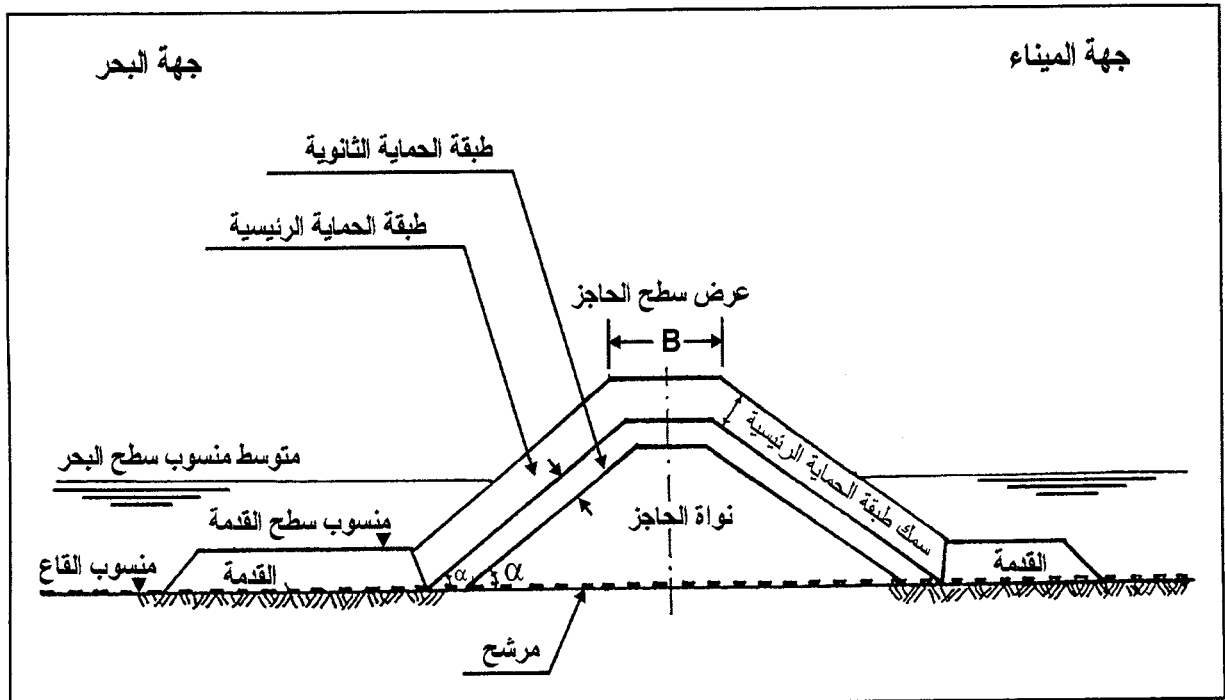 جهة الميناء
جهة البحر
طبقة الحماية الثانوية
طبقة الحماية الرئيسية
عرض سطح الحاجز
B
سمك طبقة الحماية الرئيسية
متوسط منسوب سطح البحر
نواة الحاجز
منسوب سطح القدمة
منسوب القاع
القدمة
α
α
القدمة
مرشح